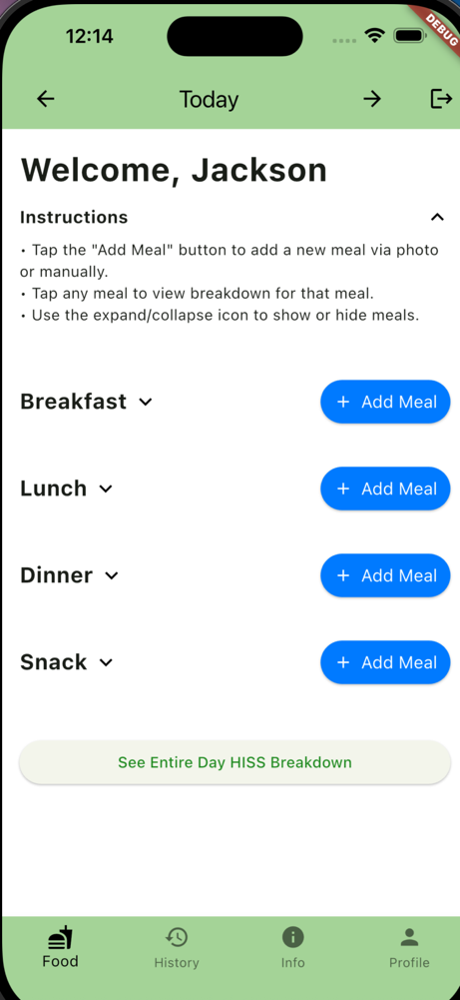 12:14
DEBUG
Today
Welcome, Jackson
Instructions
• Tap the "Add Meal" button to add a new meal via photo
or manually.
• Tap any meal to view breakdown for that meal.
• Use the expand/collapse icon to show or hide meals.
Breakfast
+ Add Meal
Lunch
+ Add Meal
Dinner
+ Add Meal
Snack
+ Add Meal
See Entire Day HISS Breakdown
Food
History
Info
Profile